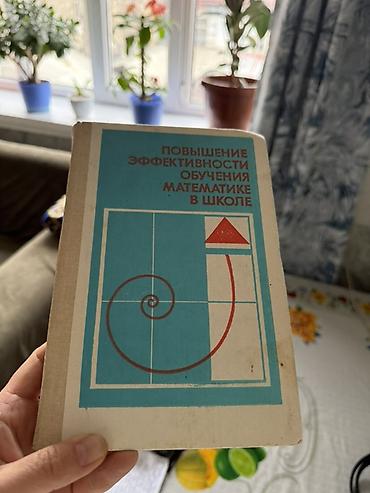 ПОВЫШЕНИЕ
ЭФФЕКТИВНОСТИ
ОБУЧЕНИЯ
МАТЕМАТИКЕ
В ШКОЛЕ